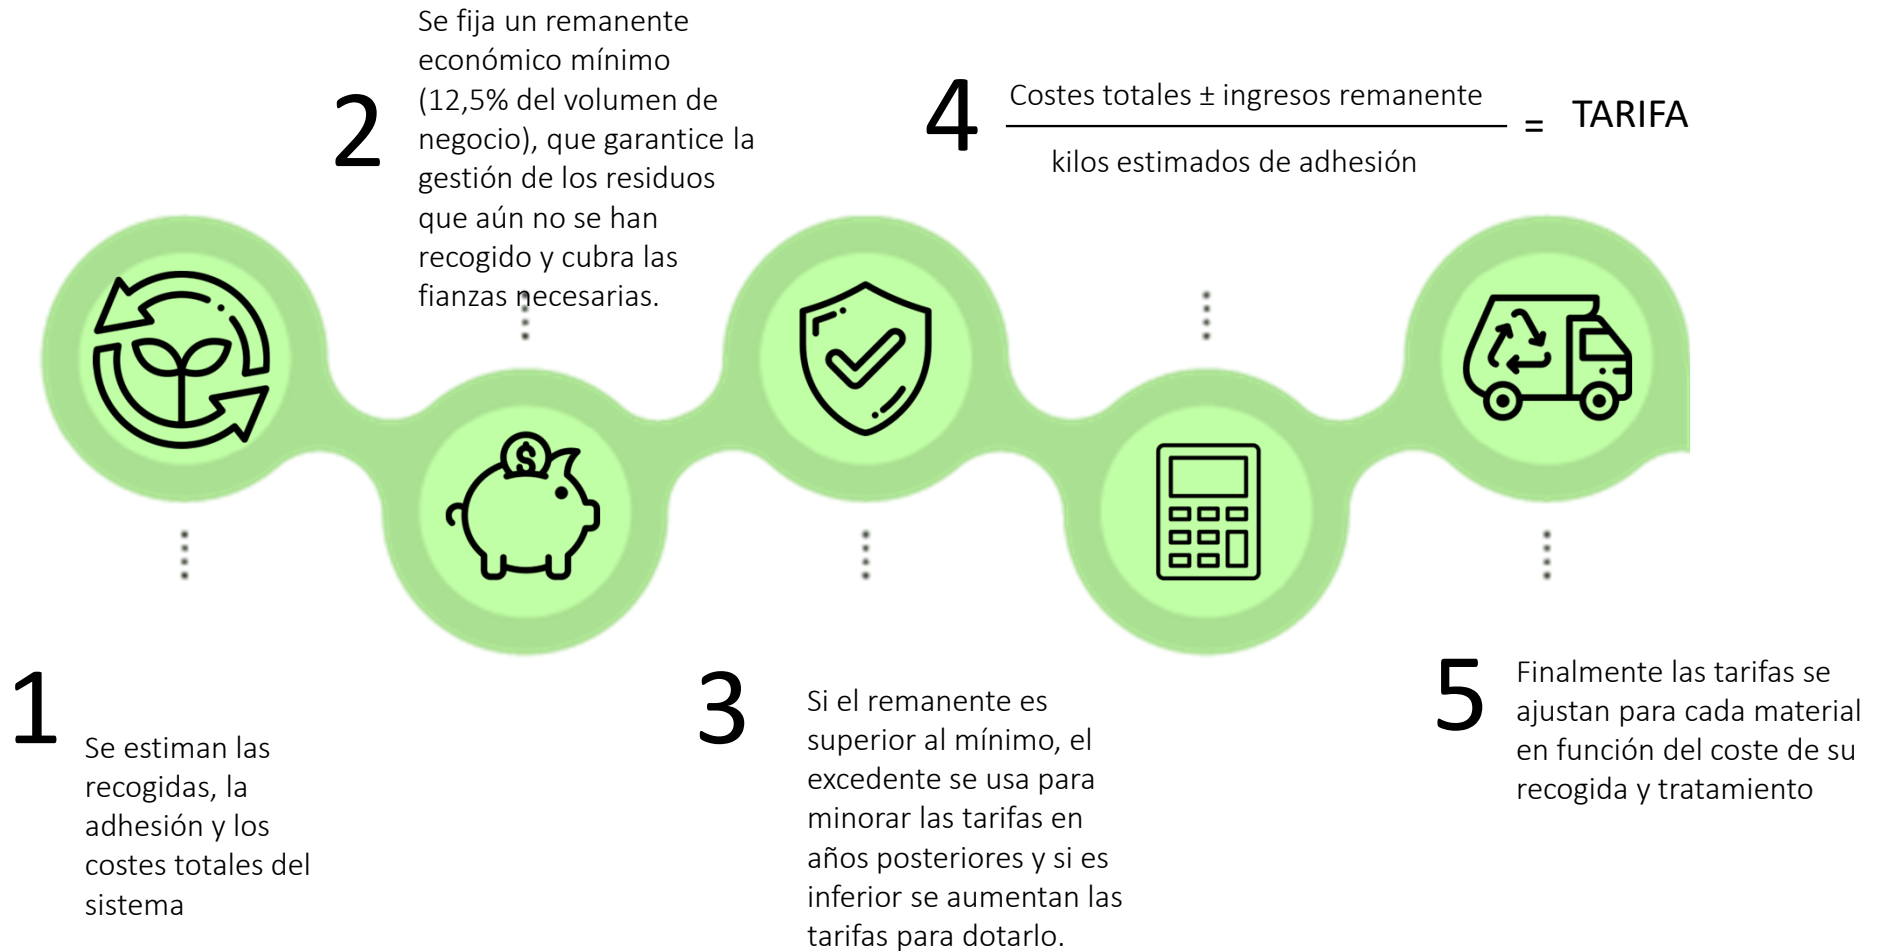 1
Se estiman las
recogidas, la
adhesión y los
costes totales del
sistema
2
Se fija un remanente
económico mínimo
(12,5% del volumen de
negocio), que garantice la
gestión de los residuos
que aún no se han
recogido y cubra las
fianzas necesarias.
3
Si el remanente es
superior al mínimo, el
excedente se usa para
minorar las tarifas en
años posteriores y si es
inferior se aumentan las
tarifas para dotarlo.
4
Costes totales ± ingresos remanente
kilos estimados de adhesión
= TARIFA
5
Finalmente las tarifas se
ajustan para cada material
en función del coste de su
recogida y tratamiento
$